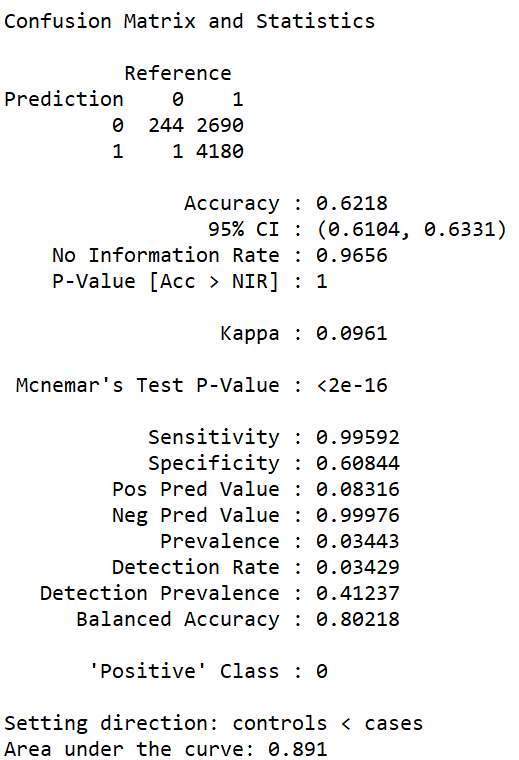 Confusion Matrix and Statistics
Reference
Prediction 0 1
0 244 2690
1 1 4180
Accuracy : 0.6218
95% CI : (0.6104, 0.6331)
No Information Rate : 0.9656
P-Value [Acc > NIR] : 1
Kappa : 0.0961
Mcnemar's Test P-Value : <2e-16
Sensitivity : 0.99592
Specificity : 0.60844
Pos Pred Value : 0.08316
Neg Pred Value : 0.99976
Prevalence : 0.03443
Detection Rate : 0.03429
Detection Prevalence : 0.41237
Balanced Accuracy : 0.80218
'Positive' Class : 0
Setting direction: controls < cases
Area under the curve: 0.891